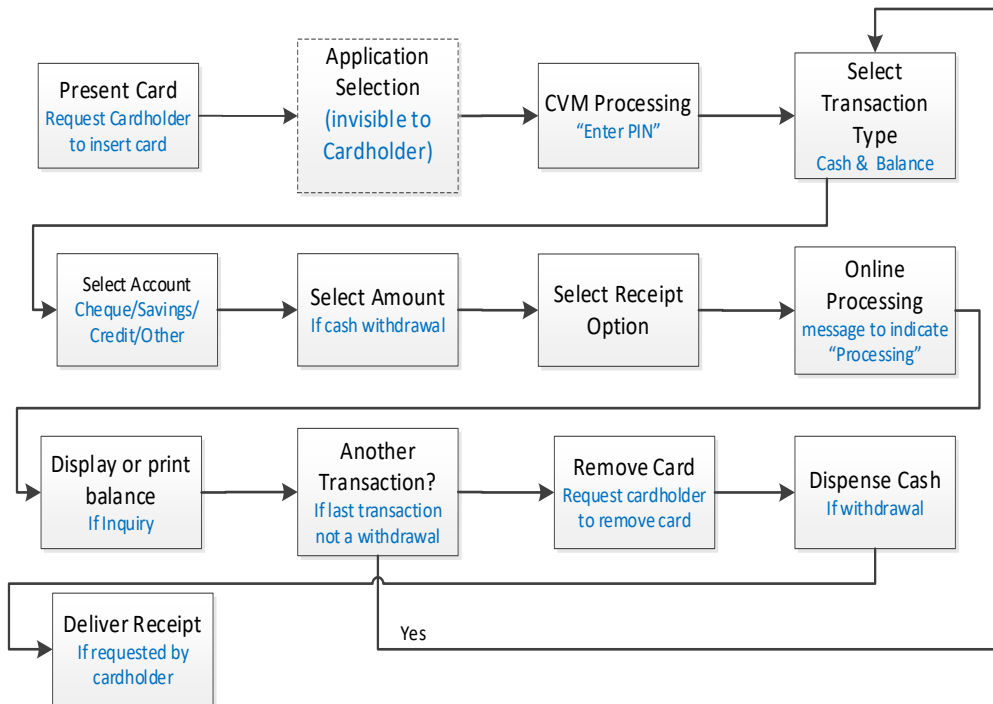 Present Card
Request Cardholder
to insert card
Application
Selection
(invisible to
Cardholder)
CVM Processing
“Enter PIN”
Select
Transaction
Type
Cash & Balance
Select Account
Cheque/Savings/
Credit/Other
Select Amount
If cash withdrawal
Select Receipt
Option
Online
Processing
message to indicate
“Processing”
Display or print
balance
If Inquiry
Another
Transaction?
If last transaction
not a withdrawal
Remove Card
Request cardholder
to remove card
Dispense Cash
If withdrawal
Deliver Receipt
If requested by
cardholder
Yes